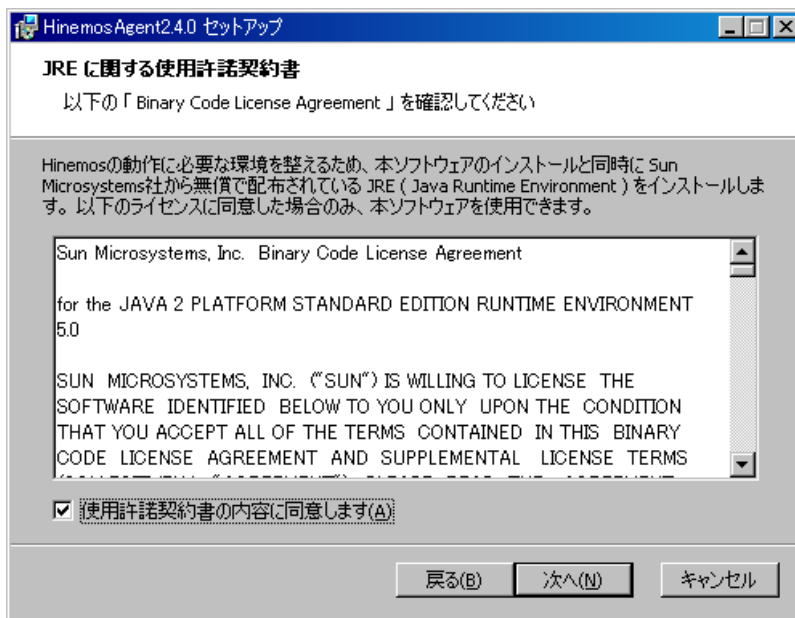 HinemosAgent2.4.0 セットアップ
JRE に関する使用許諾契約書
以下の「 Binary Code License Agreement 」を確認してください
Hinemosの動作に必要な環境を整えるため、本ソフトウェアのインストールと同時に Sun
Microsystems社から無償で配布されている JRE ( Java Runtime Environment ) をインストールしま
す。以下のライセンスに同意した場合のみ、本ソフトウェアを使用できます。
Sun Microsystems, Inc. Binary Code License Agreement
for the JAVA 2 PLATFORM STANDARD EDITION RUNTIME ENVIRONMENT
5.0
SUN MICROSYSTEMS, INC. ("SUN") IS WILLING TO LICENSE THE
SOFTWARE IDENTIFIED BELOW TO YOU ONLY UPON THE CONDITION
THAT YOU ACCEPT ALL OF THE TERMS CONTAINED IN THIS BINARY
CODE LICENSE AGREEMENT AND SUPPLEMENTAL LICENSE TERMS
使用許諾契約書の内容に同意します(A)
戻る(B)
次へ(N)
キャンセル